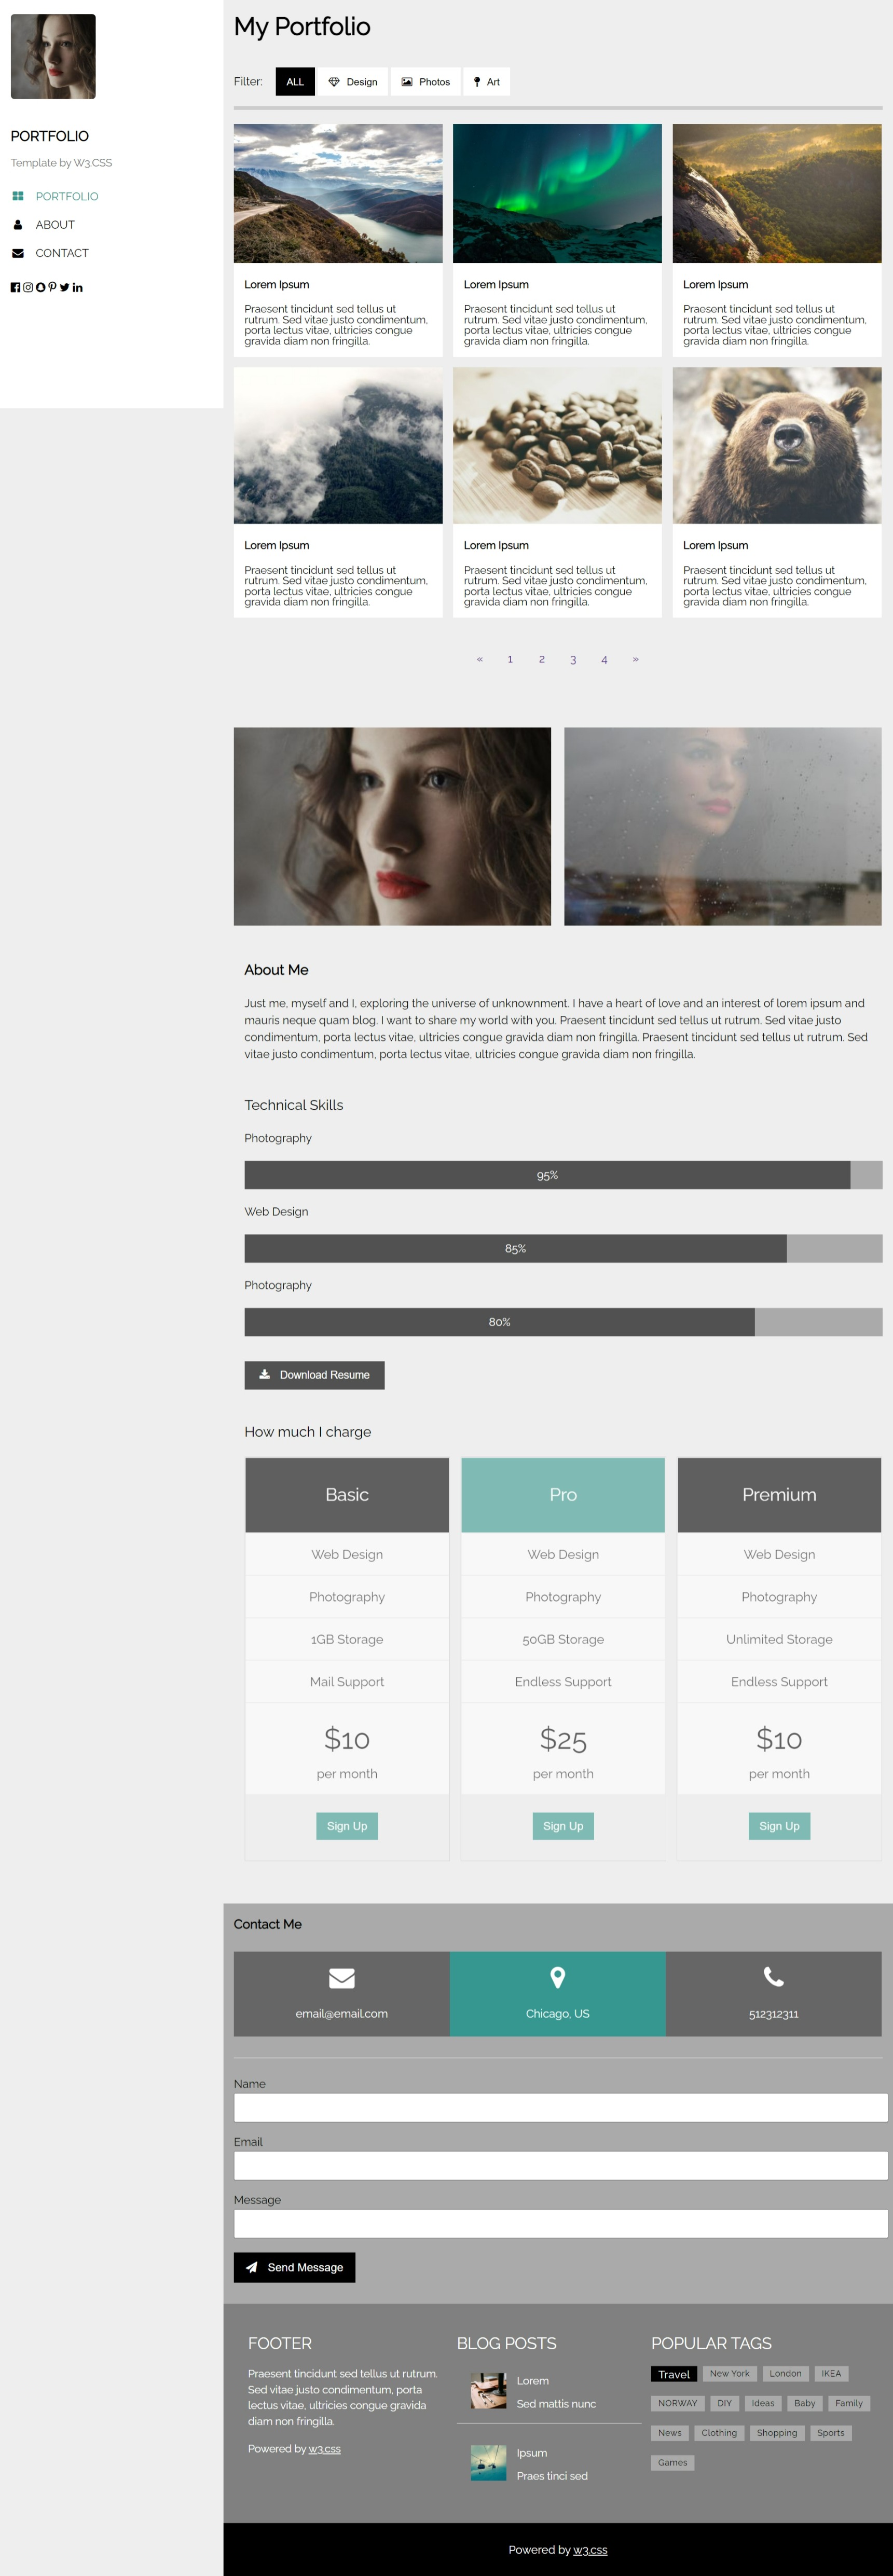 PORTFOLIO
Template by W3.CSS
PORTFOLIO
ABOUT
CONTACT
My Portfolio
Filter: ALL Design Photos Art
Lorem Ipsum
Praesent tincidunt sed tellus ut
rutrum. Sed vitae justo condimentum,
porta lectus vitae, ultricies congue
gravida diam non fringilla.
Lorem Ipsum
Praesent tincidunt sed tellus ut
rutrum. Sed vitae justo condimentum,
porta lectus vitae, ultricies congue
gravida diam non fringilla.
Lorem Ipsum
Praesent tincidunt sed tellus ut
rutrum. Sed vitae justo condimentum,
porta lectus vitae, ultricies congue
gravida diam non fringilla.
Lorem Ipsum
Praesent tincidunt sed tellus ut
rutrum. Sed vitae justo condimentum,
porta lectus vitae, ultricies congue
gravida diam non fringilla.
Lorem Ipsum
Praesent tincidunt sed tellus ut
rutrum. Sed vitae justo condimentum,
porta lectus vitae, ultricies congue
gravida diam non fringilla.
Lorem Ipsum
Praesent tincidunt sed tellus ut
rutrum. Sed vitae justo condimentum,
porta lectus vitae, ultricies congue
gravida diam non fringilla.
« 1 2 3 4 »
About Me
Just me, myself and I, exploring the universe of unknownment. I have a heart of love and an interest of lorem ipsum and
mauris neque quam blog. I want to share my world with you. Praesent tincidunt sed tellus ut rutrum. Sed vitae justo
condimentum, porta lectus vitae, ultricies congue gravida diam non fringilla. Praesent tincidunt sed tellus ut rutrum. Sed
vitae justo condimentum, porta lectus vitae, ultricies congue gravida diam non fringilla.
Technical Skills
Photography
95%
Web Design
85%
Photography
80%
Download Resume
How much I charge
Basic
Web Design
Photography
1GB Storage
Mail Support
$10
per month
Sign Up
Pro
Web Design
Photography
50GB Storage
Endless Support
$25
per month
Sign Up
Premium
Web Design
Photography
Unlimited Storage
Endless Support
$10
per month
Sign Up
Contact Me
email@email.com
Chicago, US
512312311
Name
Email
Message
Send Message
FOOTER
Praesent tincidunt sed tellus ut rutrum.
Sed vitae justo condimentum, porta
lectus vitae, ultricies congue gravida
diam non fringilla.
Powered by w3.css
BLOG POSTS
Lorem
Sed mattis nunc
Ipsum
Praes tinci sed
POPULAR TAGS
Travel New York London IKEA
NORWAY DIY Ideas Baby Family
News Clothing Shopping Sports
Games
Powered by w3.css